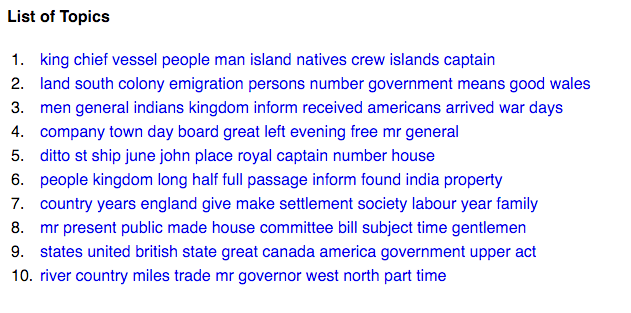 List of Topics
1. king chief vessel people man island natives crew islands captain
2. land south colony emigration persons number government means good wales
3. men general indians kingdom inform received americans arrived war days
4. company town day board great left evening free mr general
5. ditto st ship june john place royal captain number house
6. people kingdom long half full passage inform found india property
7. country years england give make settlement society labour year family
8. mr present public made house committee bill subject time gentlemen
9. states united british state great canada america government upper act
10. river country miles trade mr governor west north part time